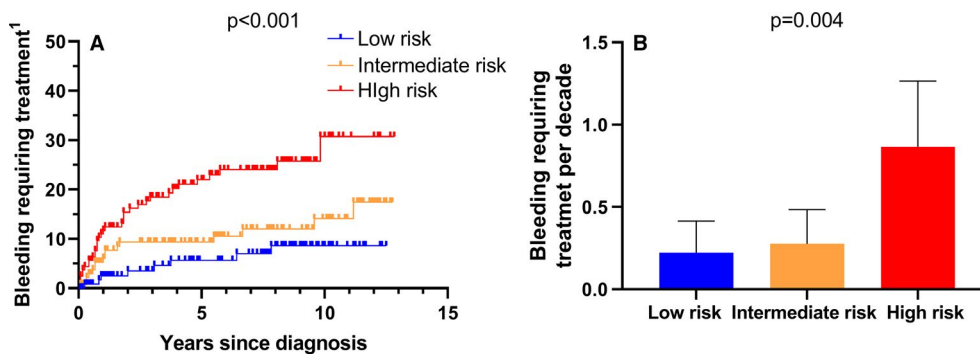 p<0.001
A
Low risk
Intermediate risk
HIgh risk
Bleeding requiring treatment¹
50
40
30
20
10
0
0
5
10
15
Years since diagnosis
p=0.004
B
Bleeding requiring
treatmet per decade
1.5
1.0
0.5
0.0
Low risk
Intermediate risk
High risk